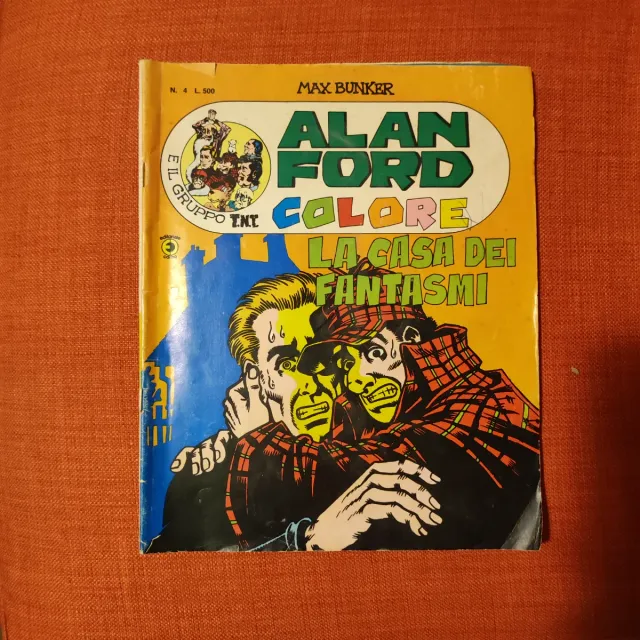 N. 4 L. 500
MAX BUNKER
ALAN
FORD
E IL GRUPPO T.N.T.
COLORE
LA CASA DEI
FANTASMI